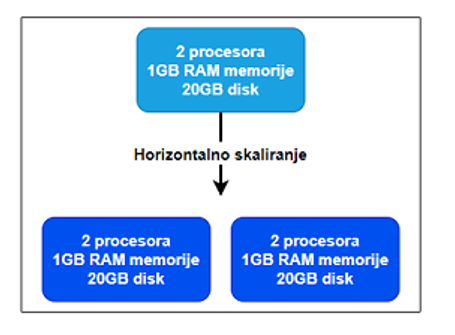 2 procesora
1GB RAM memorije
20GB disk
Horizontalno skaliranje
2 procesora
1GB RAM memorije
20GB disk
2 procesora
1GB RAM memorije
20GB disk